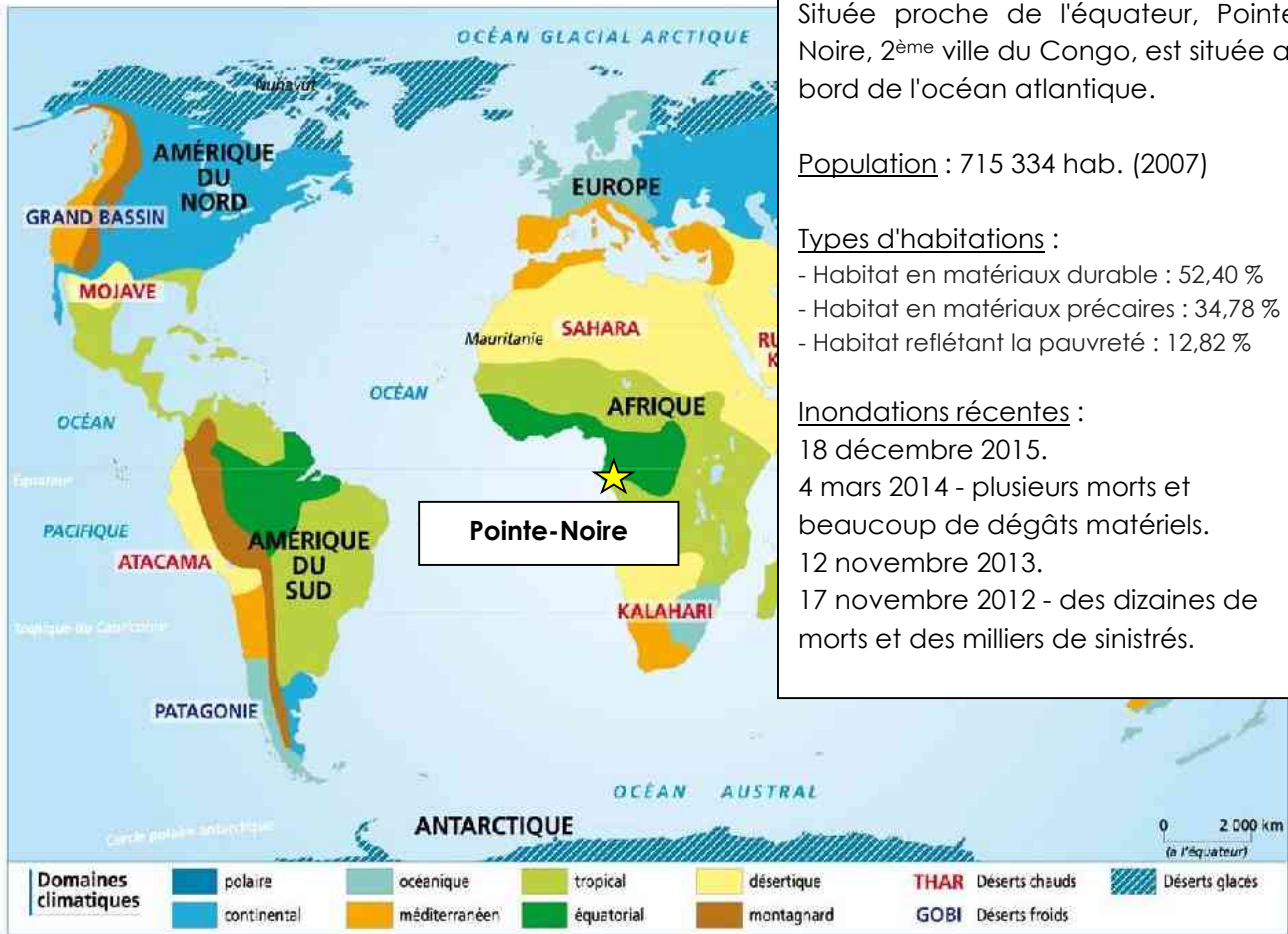 Située proche de l'équateur, Pointe
Noire, 2ème ville du Congo, est située a
bord de l'océan atlantique.
Population : 715 334 hab. (2007)
Types d'habitations :
- Habitat en matériaux durable : 52,40 %
- Habitat en matériaux précaires : 34,78 %
- Habitat reflétant la pauvreté : 12,82 %
Inondations récentes :
18 décembre 2015.
4 mars 2014 - plusieurs morts et
beaucoup de dégâts matériels.
12 novembre 2013.
17 novembre 2012 - des dizaines de
morts et des milliers de sinistrés.
OCÉAN GLACIAL ARCTIQUE
Nunavut
AMÉRIQUE
DU
NORD
EUROPE
GRAND BASSIN
MOJAVE
Mauritanie
SAHARA
OCÉAN
AFRIQUE
OCÉAN
Équateur
PACIFIQUE
Pointe-Noire
ATACAMA
AMÉRIQUE
DU
SUD
KALAHARI
Tropique du Capricorne
PATAGONIE
OCÉAN AUSTRAL
Cercle polaire antarctique
ANTARCTIQUE
0 2 000 km
(à l'équateur)
Domaines
climatiques
polaire
océanique
tropical
désertique
THAR Déserts chauds
Déserts glacés
continental
méditerranéen
équatorial
montagnard
GOBI Déserts froids